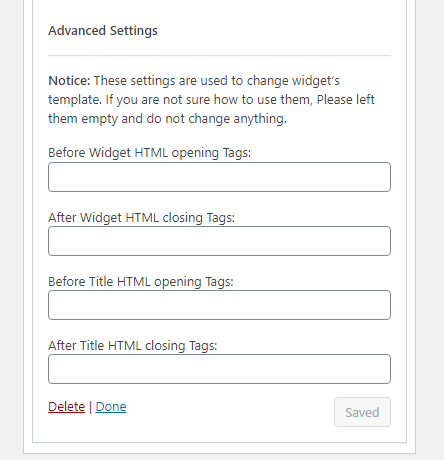 Advanced Settings
Notice: These settings are used to change widget's
template. If you are not sure how to use them, Please left
them empty and do not change anything.
Before Widget HTML opening Tags:
After Widget HTML closing Tags:
Before Title HTML opening Tags:
After Title HTML closing Tags:
Delete | Done
Saved